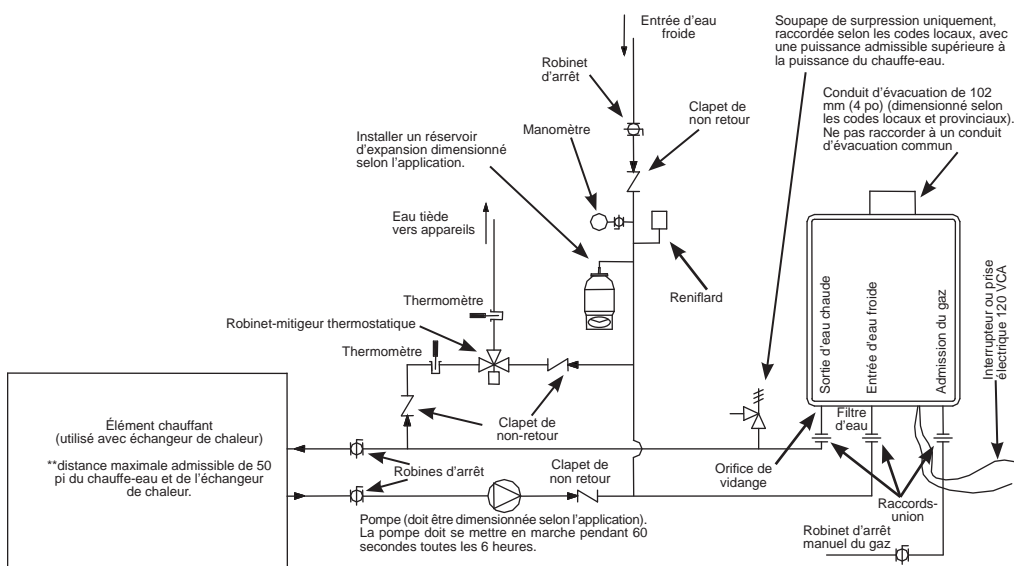 Entrée d'eau
froide
Soupape de surpression uniquement,
raccordée selon les codes locaux, avec
une puissance admissible supérieure à
la puissance du chauffe-eau.
Robinet
d'arrêt
Conduit d'évacuation de 102
mm (4 po) (dimensionné selon
les codes locaux et provinciaux).
Ne pas raccorder à un conduit
d'évacuation commun
Clapet de
non retour
Manomètre
Installer un réservoir
d'expansion dimensionné
selon l'application.
Eau tiède
vers appareils
Reniflard
Thermomètre
Robinet-mitigeur thermostatique
Thermomètre
Sortie d'eau chaude
Entrée d'eau froide
Admission du gaz
Interrupteur ou prise
électrique 120 VCA
Élément chauffant
(utilisé avec échangeur de chaleur)
**distance maximale admissible de 50
pi du chauffe-eau et de l'échangeur
de chaleur.
Clapet de
non-retour
Filtre
d'eau
Robines d'arrêt
Clapet de
non retour
Orifice de
vidange
Raccords-
union
Pompe (doit être dimensionnée selon l'application).
La pompe doit se mettre en marche pendant 60
secondes toutes les 6 heures.
Robinet d'arrêt
manuel du gaz